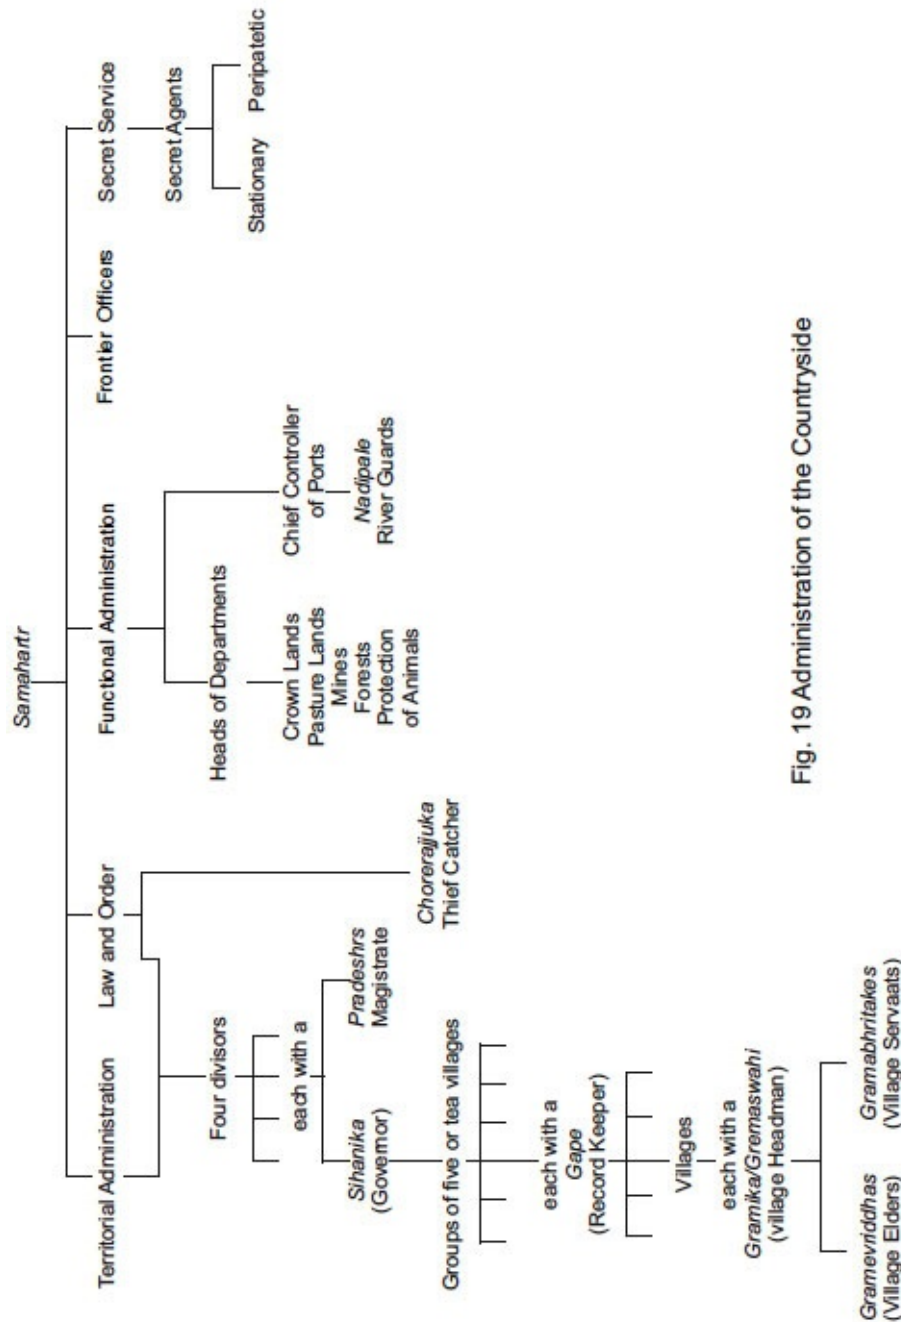 Samahartr
Territorial Administration
Law and Order
Functional Administration
Frontier Officers
Secret Service
Four divisors
each with a
Sihanika
(Governor)
Pradeshrs
Magistrate
Chorerajjuka
Thief Catcher
Groups of five or tea villages
each with a
Gape
(Record Keeper)
Villages
each with a
Gramika/Gremaswahi
(village Headman)
Gramevriddhas
(Village Elders)
Gramabhritakes
(Village Servaats)
Heads of Departments
Crown Lands
Pasture Lands
Mines
Forests
Protection
of Animals
Chief Controller
of Ports
Nadipale
River Guards
Secret Agents
Stationary
Peripatetic
Fig. 19 Administration of the Countryside